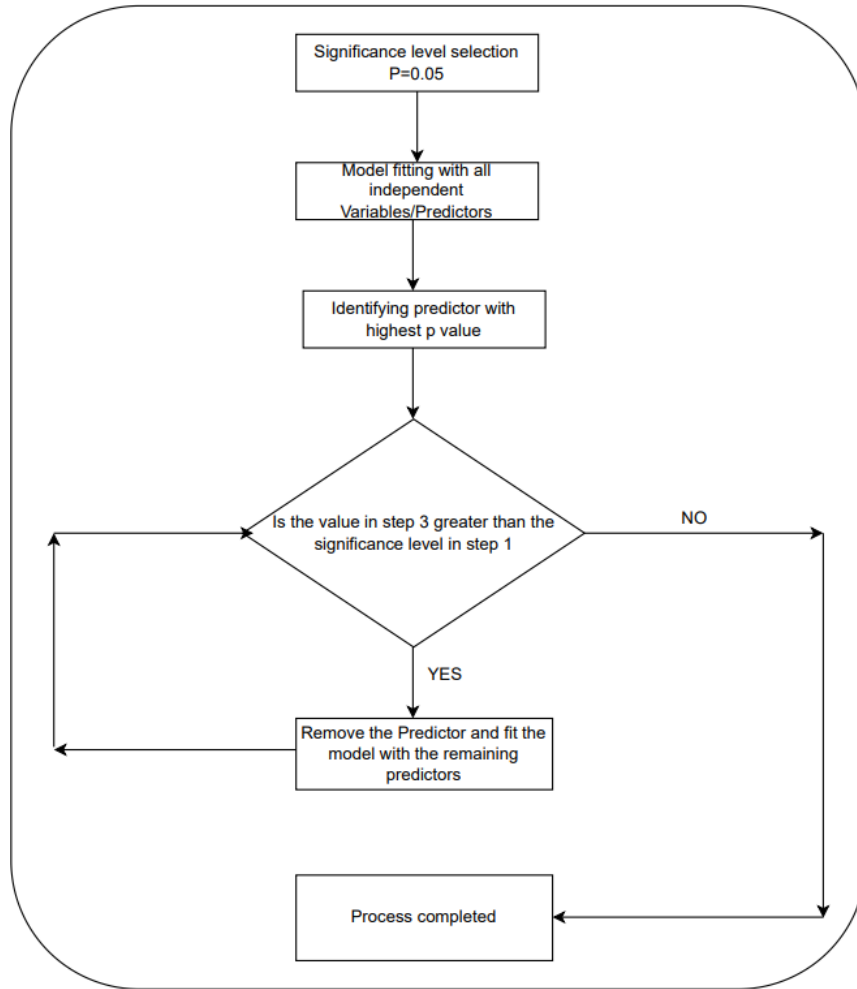 Significance level selection
P=0.05
Model fitting with all
independent
Variables/Predictors
Identifying predictor with
highest p value
Is the value in step 3 greater than the
significance level in step 1
NO
YES
Remove the Predictor and fit the
model with the remaining
predictors
Process completed